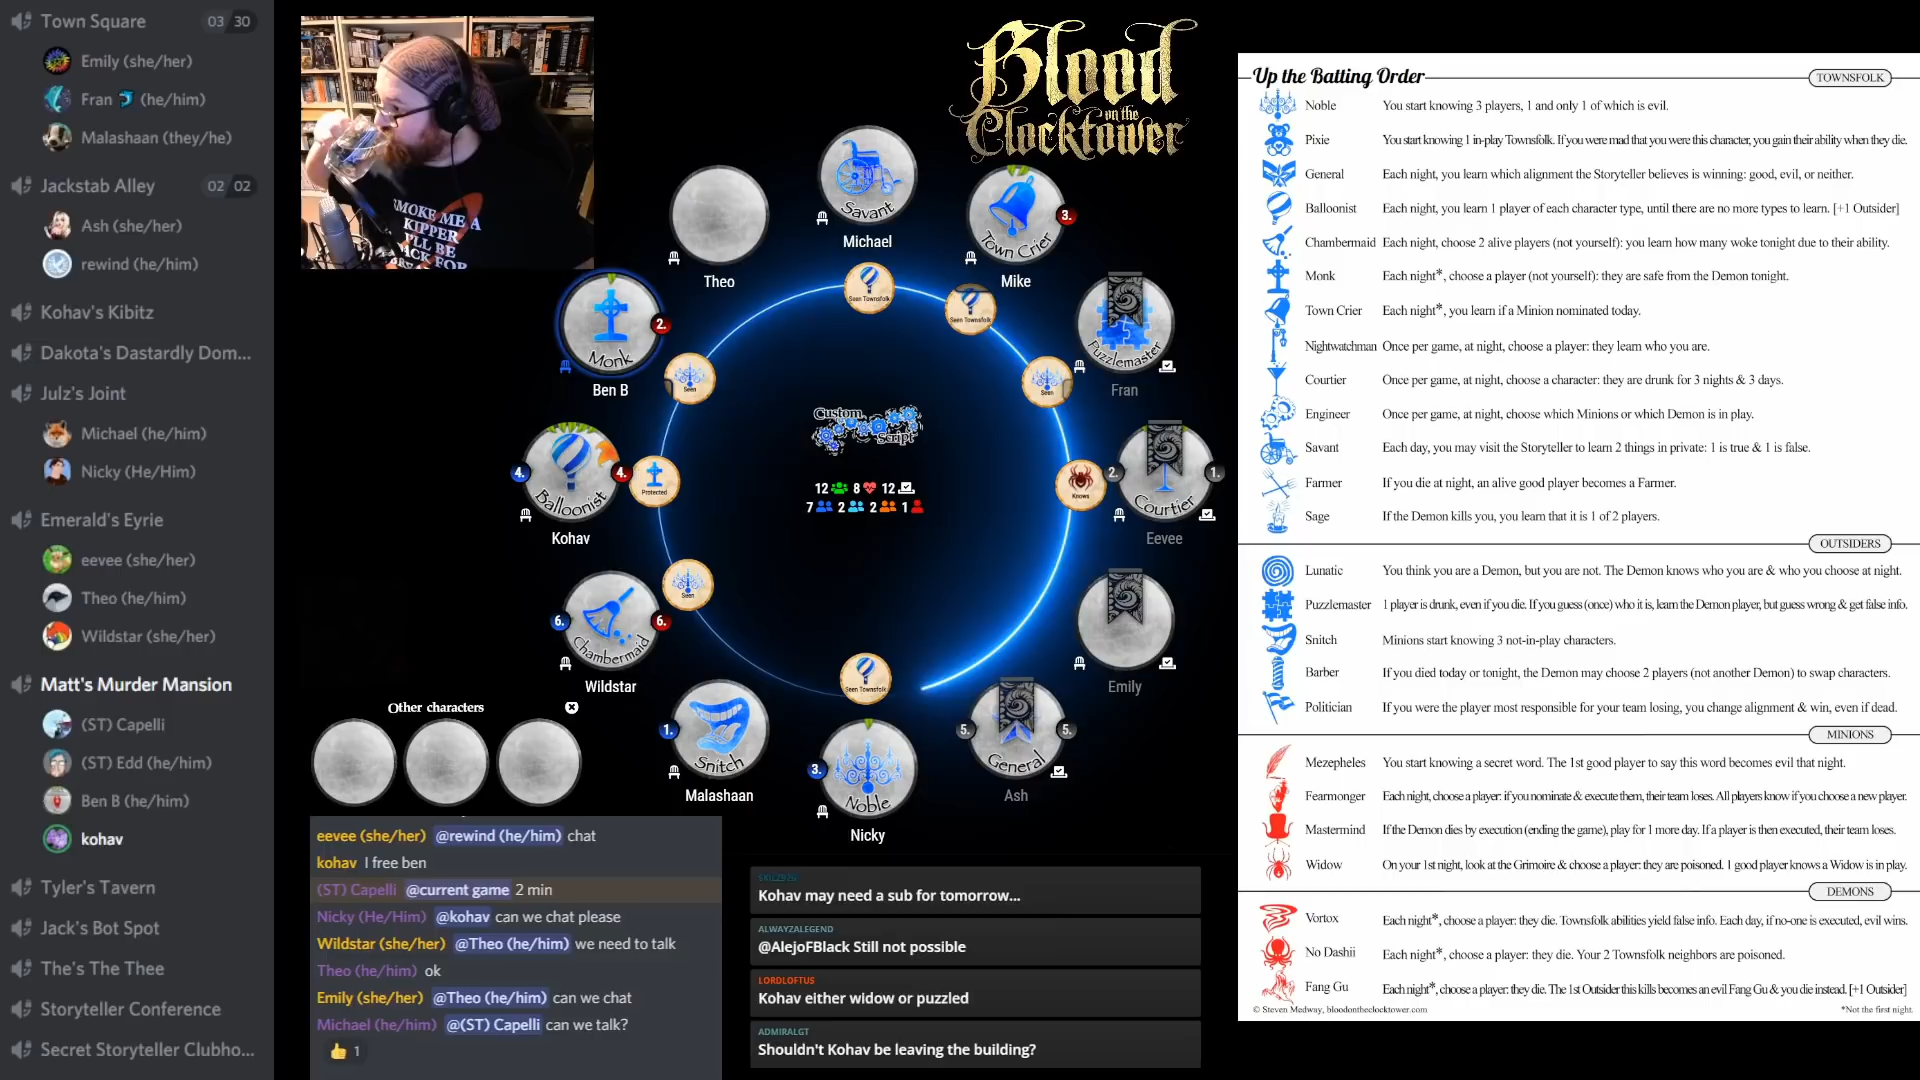 Town Square 03 30
Emily (she/her)
Fran (he/him)
Malashaan (they/he)
Jackstab Alley 02 02
Ash (she/her)
rewind (he/him)
Kohav's Kibitz
Dakota's Dastardly Dom...
Julz's Joint
Michael (he/him)
Nicky (He/Him)
Emerald's Eyrie
eevee (she/her)
Theo (he/him)
Wildstar (she/her)
Matt's Murder Mansion
(ST) Capelli
(ST) Edd (he/him)
Ben B (he/him)
kohav
Tyler's Tavern
Jack's Bot Spot
The's The Thee
Storyteller Conference
Secret Storyteller Clubho...
SMOKE ME A
KIPPER
I'LL BE
BACK FOR
Blood
on the
Clocktower
Savant
Michael
Theo
Town Crier
3.
Mike
Monk
2.
Ben B
Seen Townsfolk
Seen Townsfolk
Puzzlemaster
Fran
Seen
Seen
Custom
Script
Balloonist
4.
4.
Kohav
Protected
12 8 12
7 2 2 1
Knows
2.
Courtier
1.
Eevee
Chambermaid
6.
6.
Wildstar
Seen
Emily
Seen Townsfolk
Other characters
1.
Snitch
Malashaan
3.
Noble
Nicky
5.
General
5.
Ash
eevee (she/her) @rewind (he/him) chat
kohav I free ben
(ST) Capelli @current game 2 min
Nicky (He/Him) @kohav can we chat please
Wildstar (she/her) @Theo (he/him) we need to talk
Theo (he/him) ok
Emily (she/her) @Theo (he/him) can we chat
Michael (he/him) @(ST) Capelli can we talk?
1
Kohav may need a sub for tomorrow...
ALWAYZALEGEND
@AlejoFBlack Still not possible
LORDLOFTUS
Kohav either widow or puzzled
ADMIRALGT
Shouldn't Kohav be leaving the building?
Up the Batting Order
TOWNSFOLK
Noble You start knowing 3 players, 1 and only 1 of which is evil.
Pixie You start knowing 1 in-play Townsfolk. If you were mad that you were this character, you gain their ability when they die.
General Each night, you learn which alignment the Storyteller believes is winning: good, evil, or neither.
Balloonist Each night, you learn 1 player of each character type, until there are no more types to learn. [+1 Outsider]
Chambermaid Each night, choose 2 alive players (not yourself): you learn how many woke tonight due to their ability.
Monk Each night*, choose a player (not yourself): they are safe from the Demon tonight.
Town Crier Each night*, you learn if a Minion nominated today.
Nightwatchman Once per game, at night, choose a player: they learn who you are.
Courtier Once per game, at night, choose a character: they are drunk for 3 nights & 3 days.
Engineer Once per game, at night, choose which Minions or which Demon is in play.
Savant Each day, you may visit the Storyteller to learn 2 things in private: 1 is true & 1 is false.
Farmer If you die at night, an alive good player becomes a Farmer.
Sage If the Demon kills you, you learn that it is 1 of 2 players.
OUTSIDERS
Lunatic You think you are a Demon, but you are not. The Demon knows who you are & who you choose at night.
Puzzlemaster 1 player is drunk, even if you die. If you guess (once) who it is, learn the Demon player, but guess wrong & get false info.
Snitch Minions start knowing 3 not-in-play characters.
Barber If you died today or tonight, the Demon may choose 2 players (not another Demon) to swap characters.
Politician If you were the player most responsible for your team losing, you change alignment & win, even if dead.
MINIONS
Mezepheles You start knowing a secret word. The 1st good player to say this word becomes evil that night.
Fearmonger Each night, choose a player: if you nominate & execute them, their team loses. All players know if you choose a new player.
Mastermind If the Demon dies by execution (ending the game), play for 1 more day. If a player is then executed, their team loses.
Widow On your 1st night, look at the Grimoire & choose a player: they are poisoned. 1 good player knows a Widow is in play.
DEMONS
Vortox Each night*, choose a player: they die. Townsfolk abilities yield false info. Each day, if no-one is executed, evil wins.
No Dashii Each night*, choose a player: they die. Your 2 Townsfolk neighbors are poisoned.
Fang Gu Each night*, choose a player: they die. The 1st Outsider this kills becomes an evil Fang Gu & you die instead. [+1 Outsider]
© Steven Medway, bloodontheclocktower.com *Not the first night.